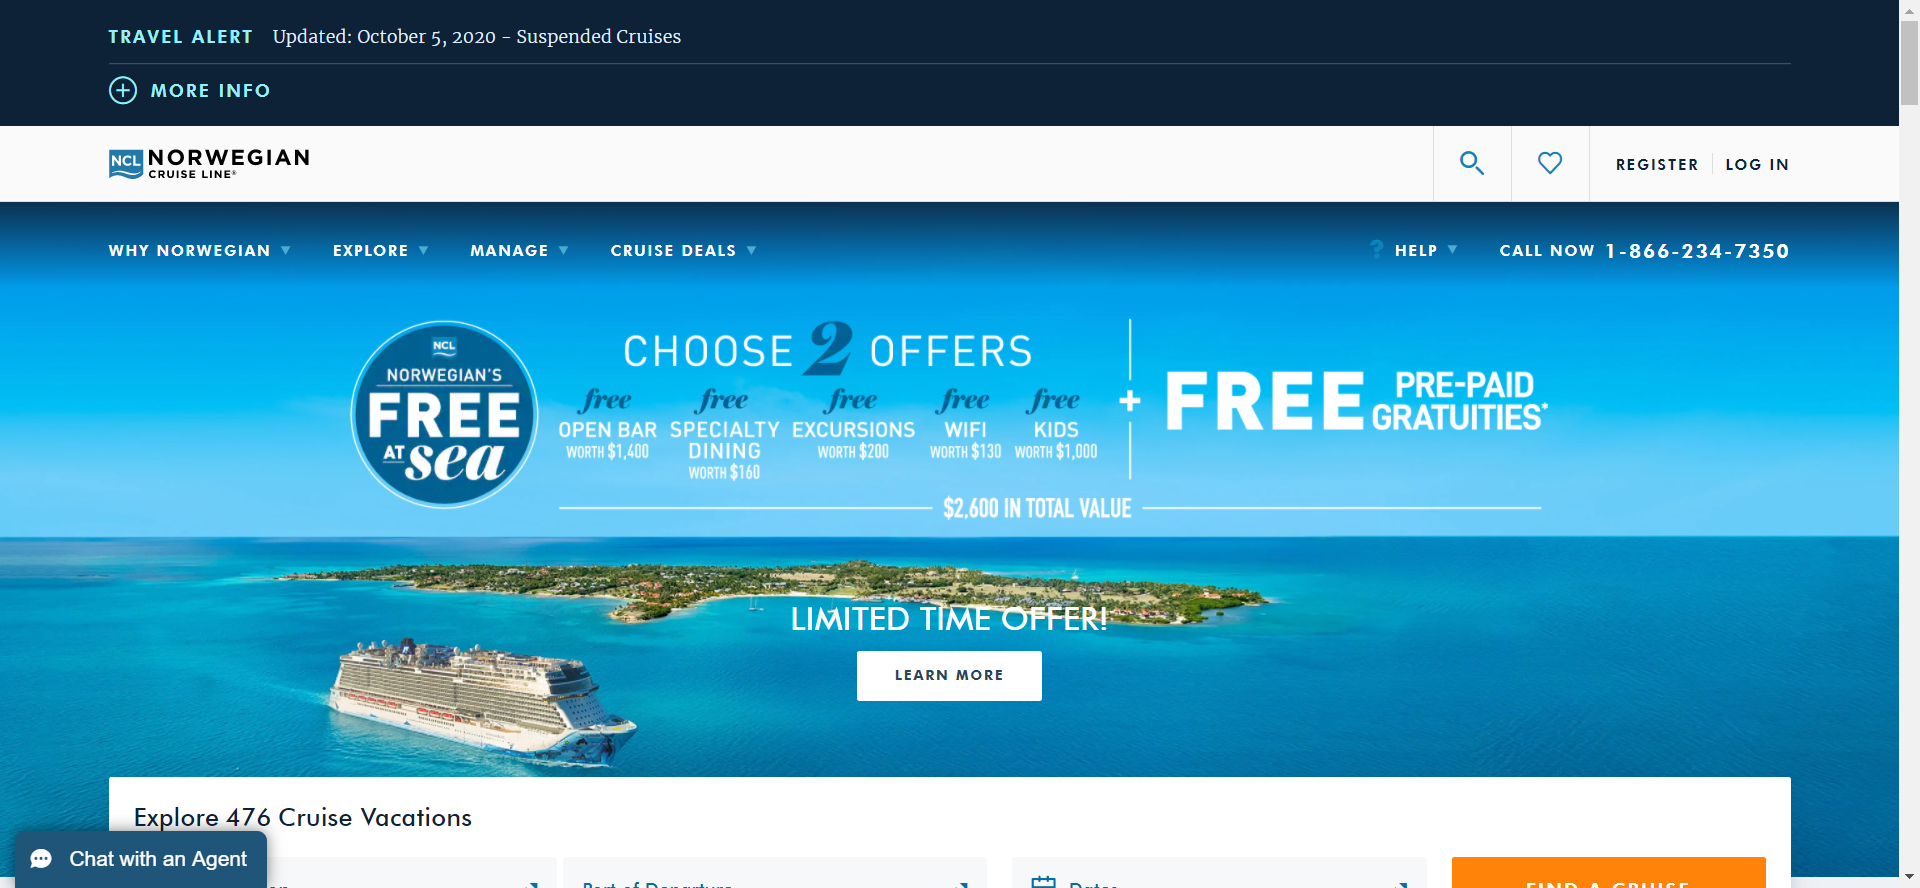 TRAVEL ALERT Updated: October 5, 2020 - Suspended Cruises
MORE INFO
NCL NORWEGIAN
CRUISE LINE®
REGISTER LOG IN
WHY NORWEGIAN EXPLORE MANAGE CRUISE DEALS ? HELP CALL NOW 1-866-234-7350
NCL
NORWEGIAN'S
FREE
AT sea
CHOOSE 2 OFFERS
free OPEN BAR WORTH $1,400
free SPECIALTY DINING WORTH $160
free EXCURSIONS WORTH $200
free WIFI WORTH $130
free KIDS WORTH $1,000
+ FREE PRE-PAID GRATUITIES*
$2,600 IN TOTAL VALUE
LIMITED TIME OFFER!
LEARN MORE
Explore 476 Cruise Vacations
Chat with an Agent
Port of Departure
Dates
FIND A CRUISE